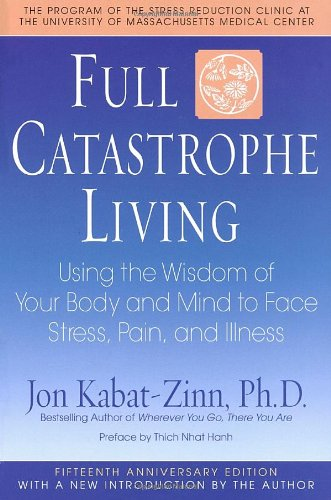 THE PROGRAM OF THE STRESS REDUCTION CLINIC AT
THE UNIVERSITY OF MASSACHUSETTS MEDICAL CENTER
FULL
CATASTROPHE
LIVING
Using the Wisdom of
Your Body and Mind to Face
Stress, Pain, and Illness
Jon Kabat-Zinn, Ph.D.
Bestselling Author of Wherever You Go, There You Are
Preface by Thich Nhat Hanh
FIFTEENTH ANNIVERSARY EDITION
WITH A NEW INTRODUCTION BY THE AUTHOR